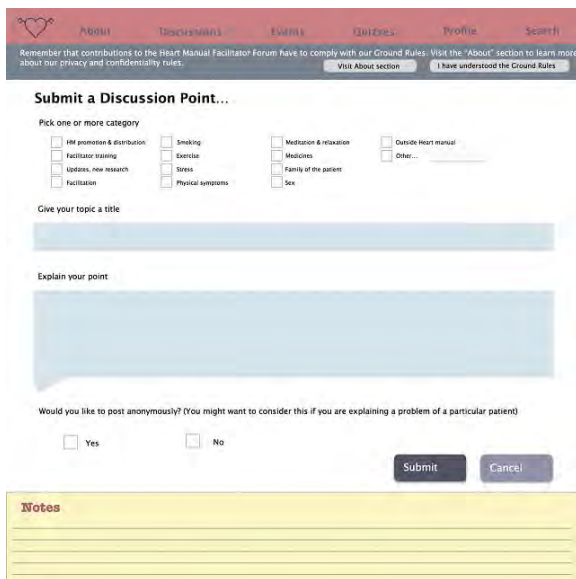 About Discussions Events Quizzes Profile Search
Remember that contributions to the Heart Manual Facilitator Forum have to comply with our Ground Rules. Visit the "About" section to learn more
about our privacy and confidentiality rules.
Visit About section I have understood the Ground Rules
Submit a Discussion Point...
Pick one or more category
HM promotion & distribution Smoking Meditation & relaxation Outside Heart manual
Facilitator training Exercise Medicines Other...
Updates, new research Stress Family of the patient
Facilitation Physical symptoms Sex
Give your topic a title
Explain your point
Would you like to post anonymously? (You might want to consider this if you are explaining a problem of a particular patient)
Yes No
Submit Cancel
Notes